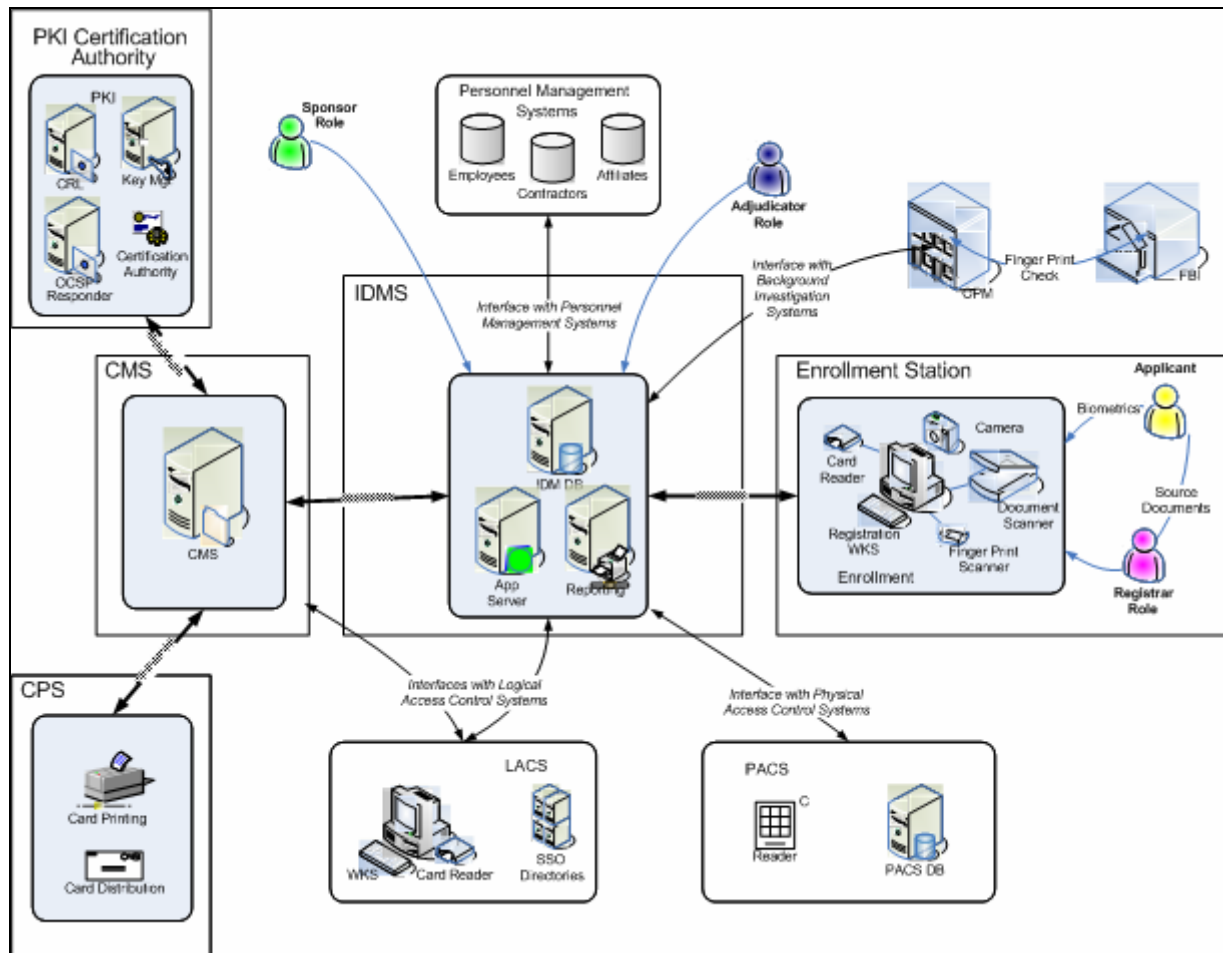 PKI Certification
Authority
PKI
CRL
Key Mgt
OCSP
Responder
Certification
Authority
Sponsor
Role
Personnel Management
Systems
Employees
Contractors
Affiliates
Adjudicator
Role
Interface with
Background
Investigation
Systems
OPM
Finger Print
Check
FBI
IDMS
Interface with Personnel
Management Systems
IDM DB
App
Server
Reporting
CMS
CMS
Enrollment Station
Applicant
Biometrics
Camera
Card
Reader
Document
Scanner
Source
Documents
Registration
WKS
Finger Print
Scanner
Enrollment
Registrar
Role
CPS
Card Printing
Card Distribution
Interfaces with Logical
Access Control Systems
Interface with Physical
Access Control Systems
LACS
WKS
Card Reader
SSO
Directories
PACS
C
Reader
PACS DB